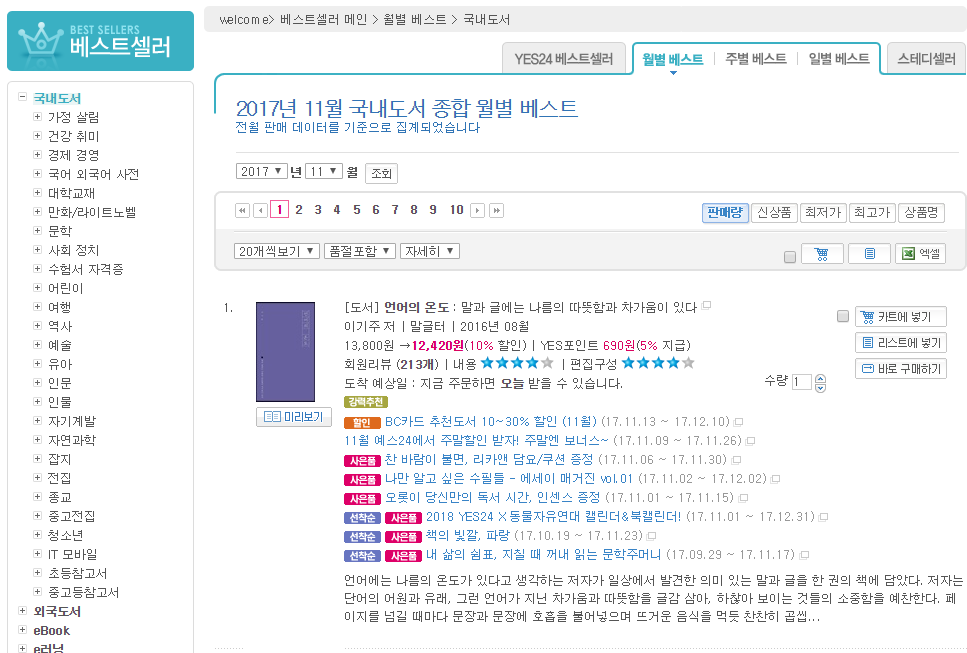 welcome> 베스트셀러 메인 > 월별 베스트 > 국내도서
BEST SELLERS
베스트셀러
YES24 베스트셀러
월별 베스트
주별 베스트
일별 베스트
스테디셀러
국내도서
가정 살림
건강 취미
경제 경영
국어 외국어 사전
대학교재
만화/라이트노벨
문학
사회 정치
수험서 자격증
어린이
여행
역사
예술
유아
인문
인물
자기계발
자연과학
잡지
전집
종교
중고전집
청소년
IT 모바일
초등참고서
중고등참고서
외국도서
eBook
e러닝
2017년 11월 국내도서 종합 월별 베스트
전월 판매 데이터를 기준으로 집계되었습니다
2017 년 11 월 조회
1 2 3 4 5 6 7 8 9 10
판매량 신상품 최저가 최고가 상품명
20개씩보기 품절포함 자세히
엑셀
1.
미리보기
[도서] 언어의 온도 : 말과 글에는 나름의 따뜻함과 차가움이 있다
이기주 저 | 말글터 | 2016년 08월
13,800원 →12,420원(10% 할인) | YES포인트 690원(5% 지급)
회원리뷰 (213개) | 내용 ★★★★★ | 편집구성 ★★★★★
도착 예상일 : 지금 주문하면 오늘 받을 수 있습니다.
강력추천
할인 BC카드 추천도서 10~30% 할인 (11월) (17.11.13 ~ 17.12.10)
11월 예스24에서 주말할인 받자! 주말엔 보너스~ (17.11.09 ~ 17.11.26)
사은품 찬 바람이 불면, 리카앤 담요/쿠션 증정 (17.11.06 ~ 17.11.30)
사은품 나만 알고 싶은 수필들 - 에세이 매거진 vol.01 (17.11.02 ~ 17.12.02)
사은품 오롯이 당신만의 독서 시간, 인센스 증정 (17.11.01 ~ 17.11.15)
선착순 사은품 2018 YES24 X 동물자유연대 캘린더&북캘린더! (17.11.01 ~ 17.12.31)
선착순 사은품 책의 빛깔, 파랑 (17.10.19 ~ 17.11.23)
선착순 사은품 내 삶의 쉼표, 지칠 때 꺼내 읽는 문학주머니 (17.09.29 ~ 17.11.17)
언어에는 나름의 온도가 있다고 생각하는 저자가 일상에서 발견한 의미 있는 말과 글을 한 권의 책에 담았다. 저자는
단어의 어원과 유래, 그런 언어가 지닌 차가움과 따뜻함을 글감 삼아, 하찮아 보이는 것들의 소중함을 예찬한다. 페
이지를 넘길 때마다 문장과 문장에 호흡을 불어넣으며 뜨거운 음식을 먹듯 찬찬히 곱씹...
수량 1
카트에 넣기
리스트에 넣기
바로 구매하기